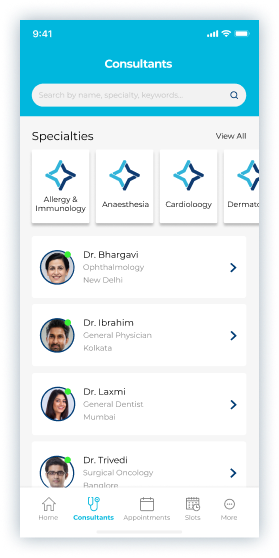 9:41
Consultants
Search by name, specialty, keywords...
Specialties
View All
Allergy &
Immunology
Anaesthesia
Cardioloogy
Dermato
Dr. Bhargavi
Ophthalmology
New Delhi
Dr. Ibrahim
General Physician
Kolkata
Dr. Laxmi
General Dentist
Mumbai
Dr. Trivedi
Surgical Oncology
Banglore
Home
Consultants
Appointments
Slots
More